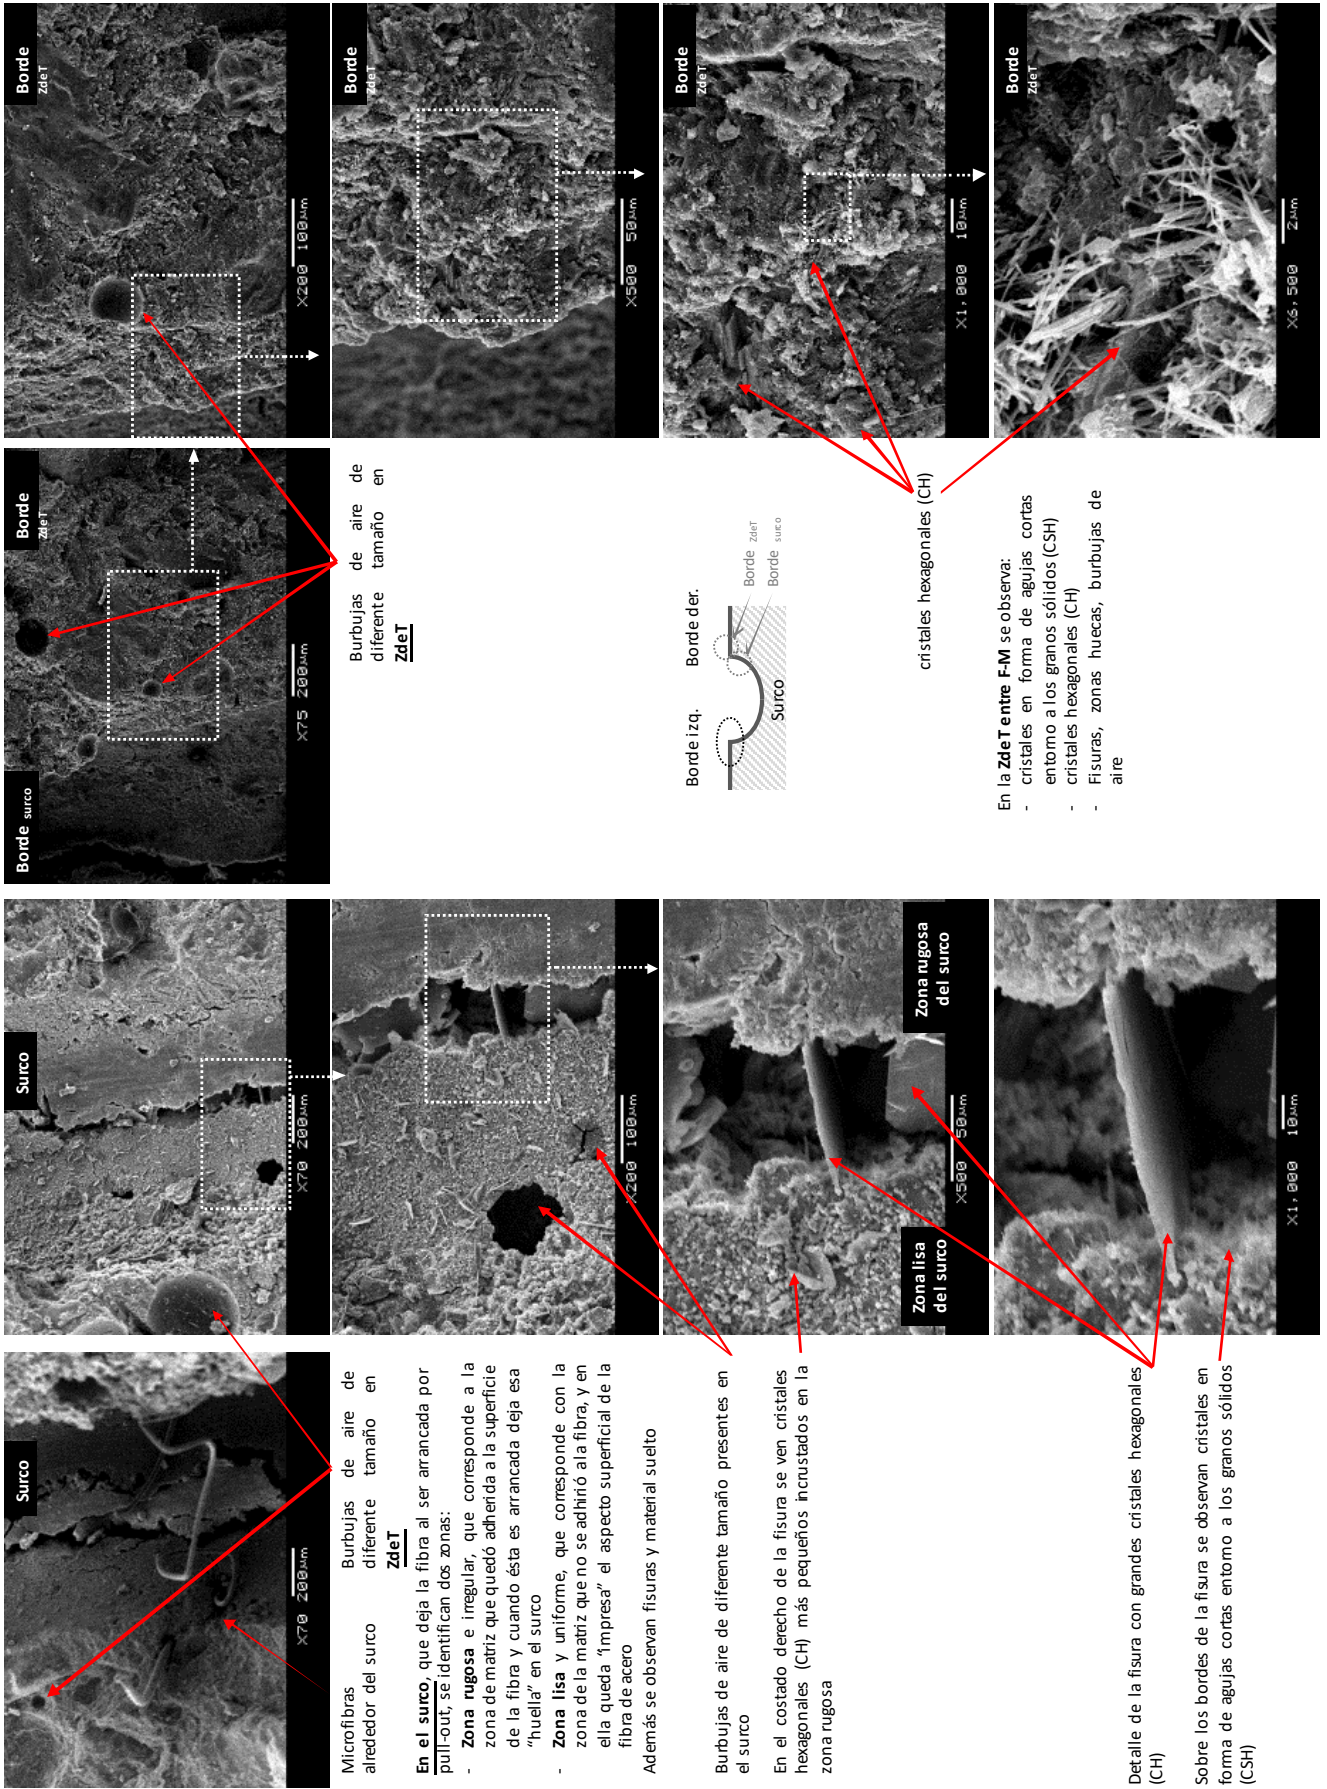 Surco
X70 200µm
Microfibras
alrededor del surco
Burbujas de aire de
diferente tamaño en
ZdeT
En el surco, que deja la fibra al ser arrancada por
pull-out, se identifican dos zonas:
- Zona rugosa e irregular, que corresponde a la
zona de matriz que quedó adherida a la superficie
de la fibra y cuando ésta es arrancada deja esa
"huella" en el surco
- Zona lisa y uniforme, que corresponde con la
zona de la matriz que no se adhirió al a fibra, y en
ella queda "impresa" el aspecto superficial de la
fibra de acero
Además se observan fisuras y material suelto
Burbujas de aire de diferente tamaño presentes en
el surco
En el costado derecho de la fisura se ven cristales
hexagonales (CH) más pequeños incrustados en la
zona rugosa
Detalle de la fisura con grandes cristales hexagonales
(CH)
Sobre los bordes de la fisura se observan cristales en
forma de agujas cortas entorno a los granos sólidos
(CSH)
Surco
X70 200µm
X200 100µm
Zona lisa
del surco
Zona rugosa
del surco
X500 50µm
X1,000 10µm
Borde surco
Borde
ZdeT
X75 200µm
Burbujas de aire de
diferente tamaño en
ZdeT
Borde izq.
Borde der.
Surco
Borde ZdeT
Borde surco
cristales hexagonales (CH)
En la ZdeT entre F-M se observa:
- cristales en forma de agujas cortas
entorno a los granos sólidos (CSH)
- cristales hexagonales (CH)
- Fisuras, zonas huecas, burbujas de
aire
Borde
ZdeT
X200 100µm
Borde
ZdeT
X500 50µm
Borde
ZdeT
X1,000 10µm
Borde
ZdeT
X6,500 2µm